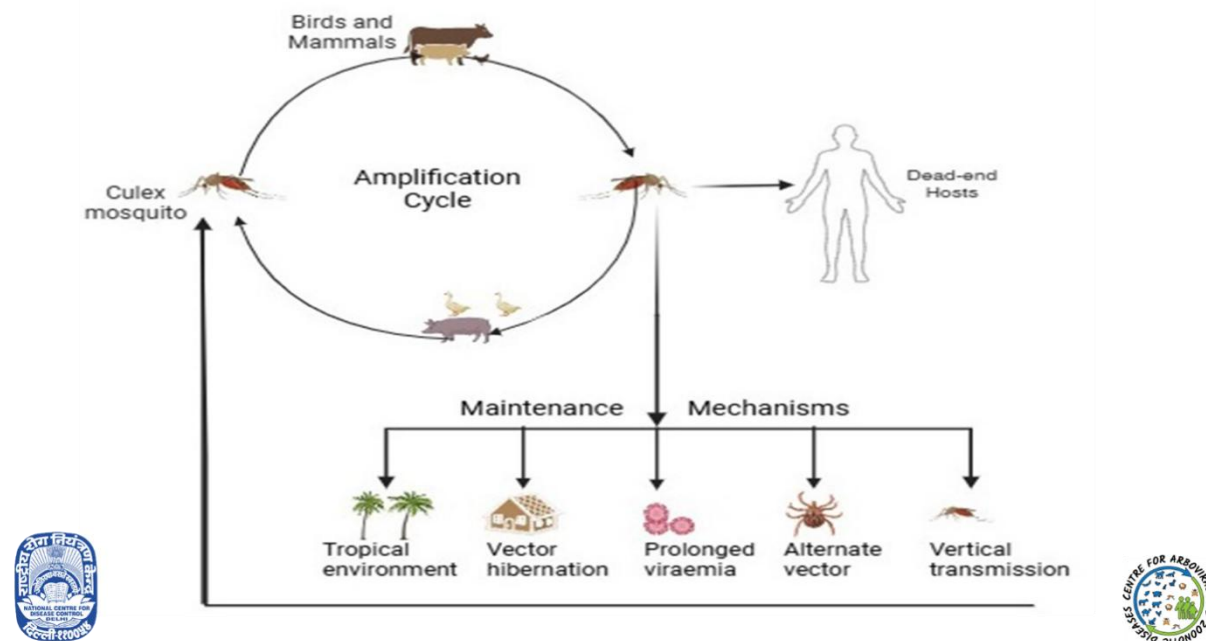 Birds and
Mammals
Amplification
Cycle
Culex
mosquito
Dead-end
Hosts
Maintenance Mechanisms
Tropical
environment
Vector
hibernation
Prolonged
viraemia
Alternate
vector
Vertical
transmission
राष्ट्रीय रोग नियंत्रण केन्द्र
NATIONAL CENTRE FOR
DISEASE CONTROL
DELHI
CENTRE FOR
DISEASES